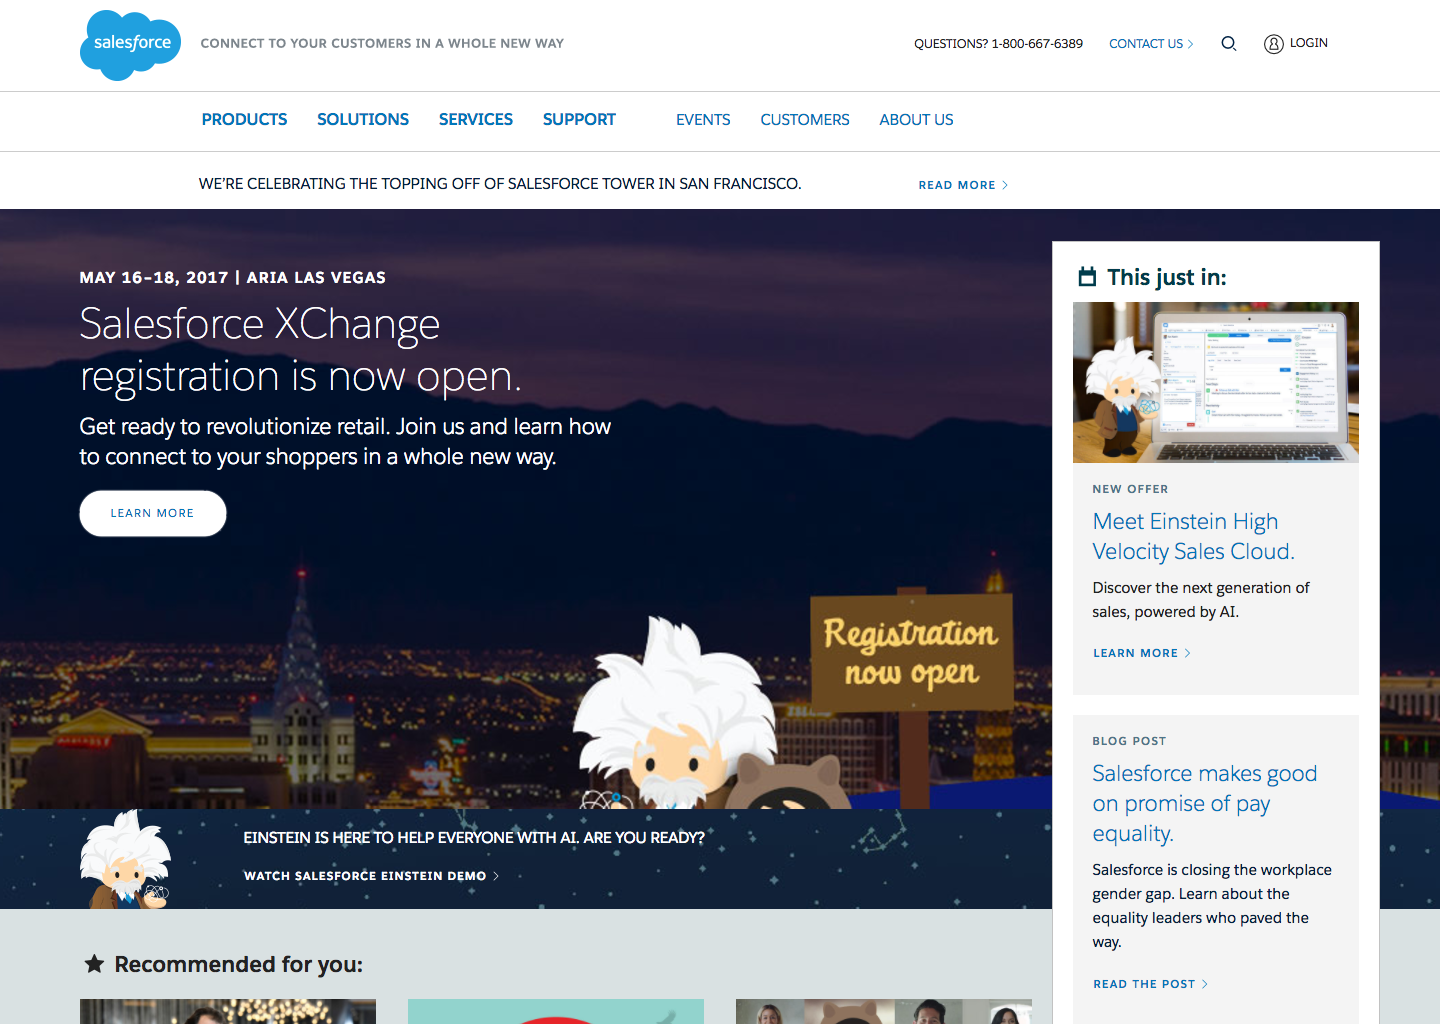 salesforce
CONNECT TO YOUR CUSTOMERS IN A WHOLE NEW WAY
QUESTIONS? 1-800-667-6389
CONTACT US
LOGIN
PRODUCTS
SOLUTIONS
SERVICES
SUPPORT
EVENTS
CUSTOMERS
ABOUT US
WE'RE CELEBRATING THE TOPPING OFF OF SALESFORCE TOWER IN SAN FRANCISCO.
READ MORE
MAY 16–18, 2017 | ARIA LAS VEGAS
Salesforce XChange
registration is now open.
Get ready to revolutionize retail. Join us and learn how
to connect to your shoppers in a whole new way.
LEARN MORE
Registration
now open
EINSTEIN IS HERE TO HELP EVERYONE WITH AI. ARE YOU READY?
WATCH SALESFORCE EINSTEIN DEMO
Recommended for you:
This just in:
NEW OFFER
Meet Einstein High
Velocity Sales Cloud.
Discover the next generation of
sales, powered by AI.
LEARN MORE
BLOG POST
Salesforce makes good
on promise of pay
equality.
Salesforce is closing the workplace
gender gap. Learn about the
equality leaders who paved the
way.
READ THE POST